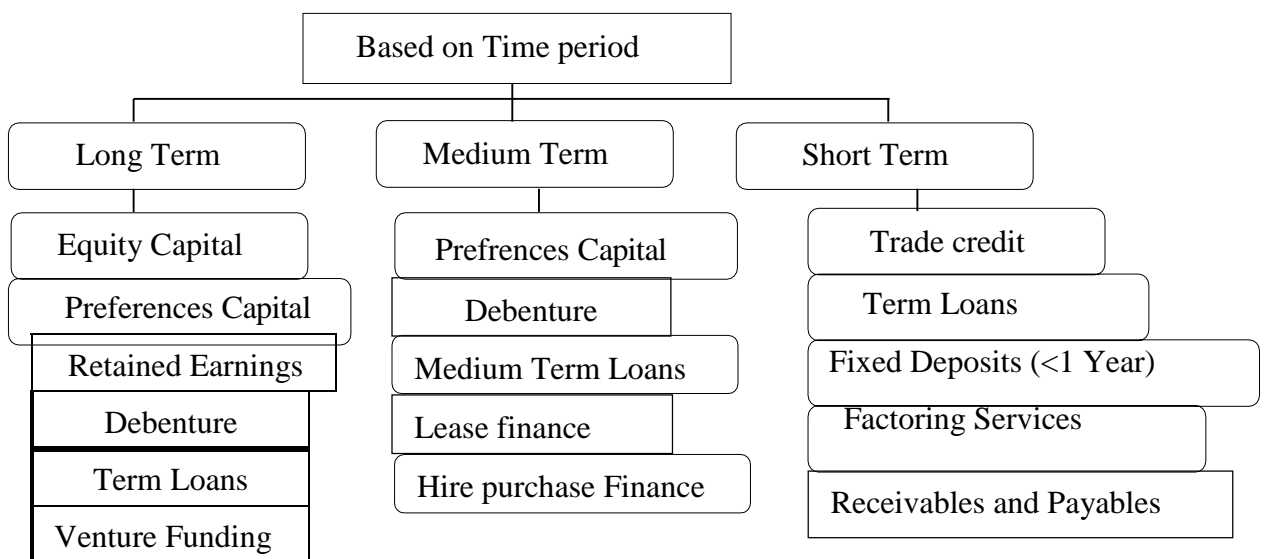 Based on Time period
Long Term
Medium Term
Short Term
Equity Capital
Preferences Capital
Retained Earnings
Debenture
Term Loans
Venture Funding
Prefrences Capital
Debenture
Medium Term Loans
Lease finance
Hire purchase Finance
Trade credit
Term Loans
Fixed Deposits (<1 Year)
Factoring Services
Receivables and Payables